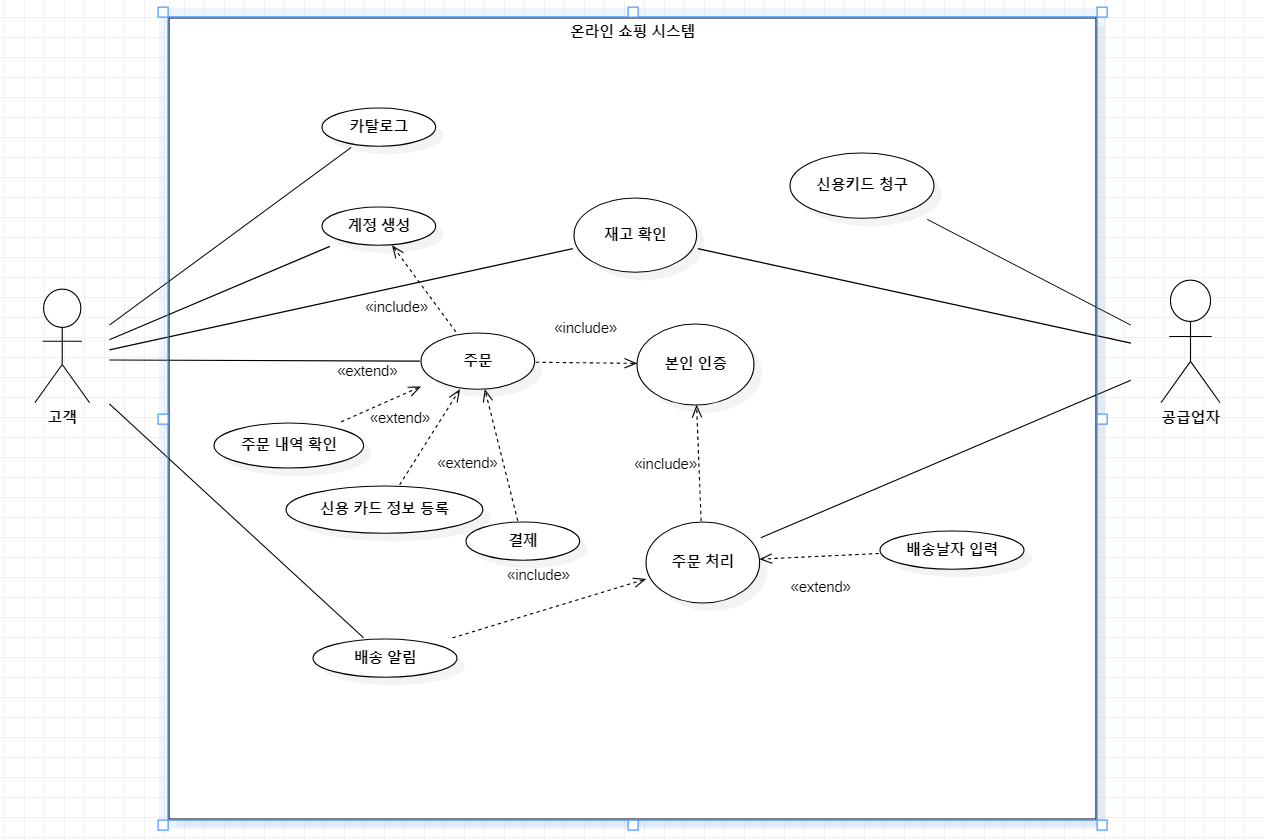 온라인 쇼핑 시스템
카탈로그
신용키드 청구
계정 생성
재고 확인
«include»
«include»
주문
본인 인증
«extend»
고객
«extend»
공급업자
주문 내역 확인
«extend»
«include»
신용 카드 정보 등록
결제
배송날자 입력
주문 처리
«include»
«extend»
배송 알림